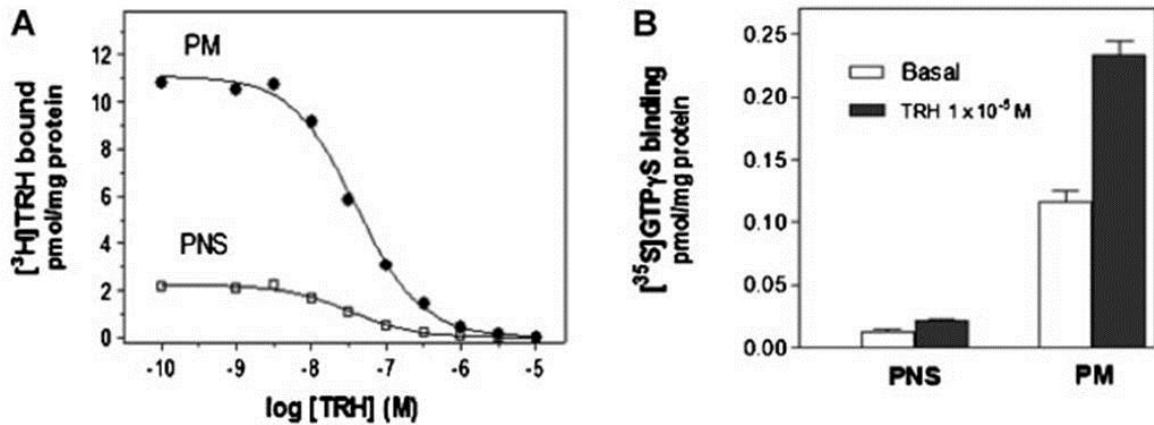 A
PM
PNS
[³H]TRH bound
pmol/mg protein
12
10
8
6
4
2
0
-10
-9
-8
-7
-6
-5
log [TRH] (M)
B
Basal
TRH 1 x 10⁻⁵ M
[³⁵S]GTPγS binding
pmol/mg protein
0.25
0.20
0.15
0.10
0.05
0.00
PNS
PM